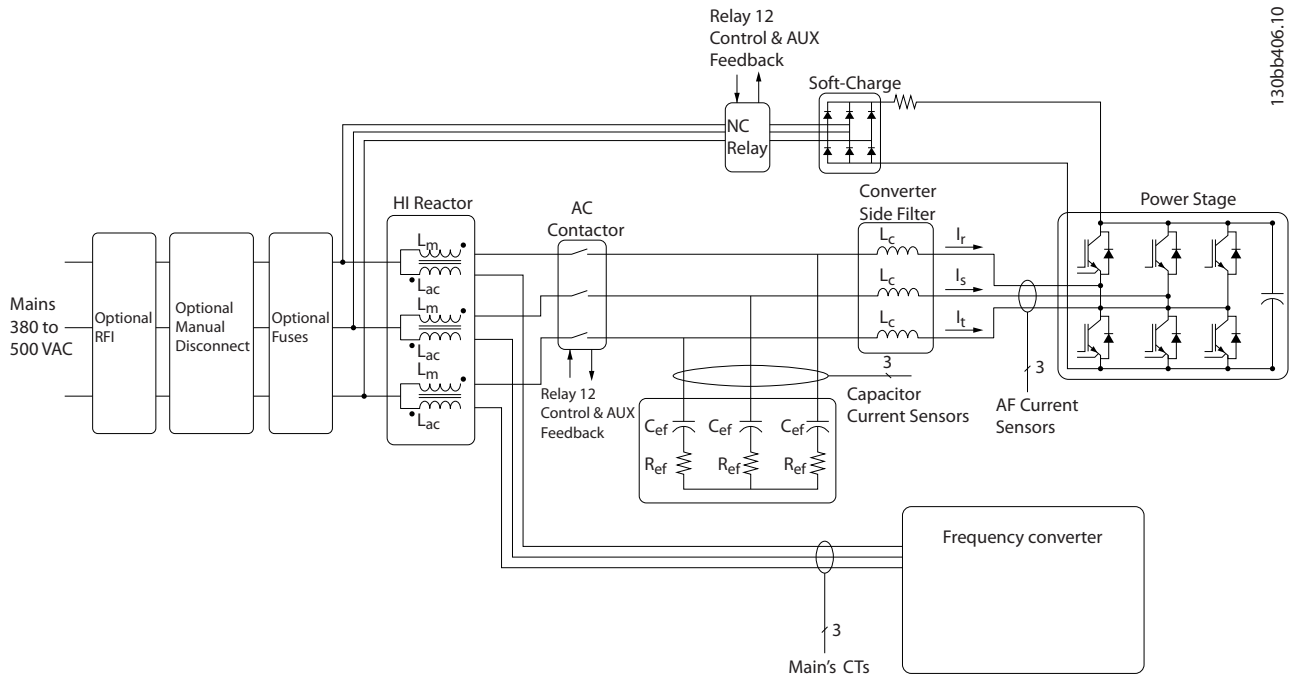 130bb406.10
Relay 12
Control & AUX
Feedback
Soft-Charge
NC
Relay
HI Reactor
AC
Contactor
Converter
Side Filter
Power Stage
Mains
380 to
500 VAC
Optional
RFI
Optional
Manual
Disconnect
Optional
Fuses
Lm
Lac
Lm
Lac
Lm
Lac
Lc
Lc
Lc
Ir
Is
It
Relay 12
Control & AUX
Feedback
3
Capacitor
Current Sensors
3
AF Current
Sensors
Cef
Cef
Cef
Ref
Ref
Ref
Frequency converter
3
Main's CTs